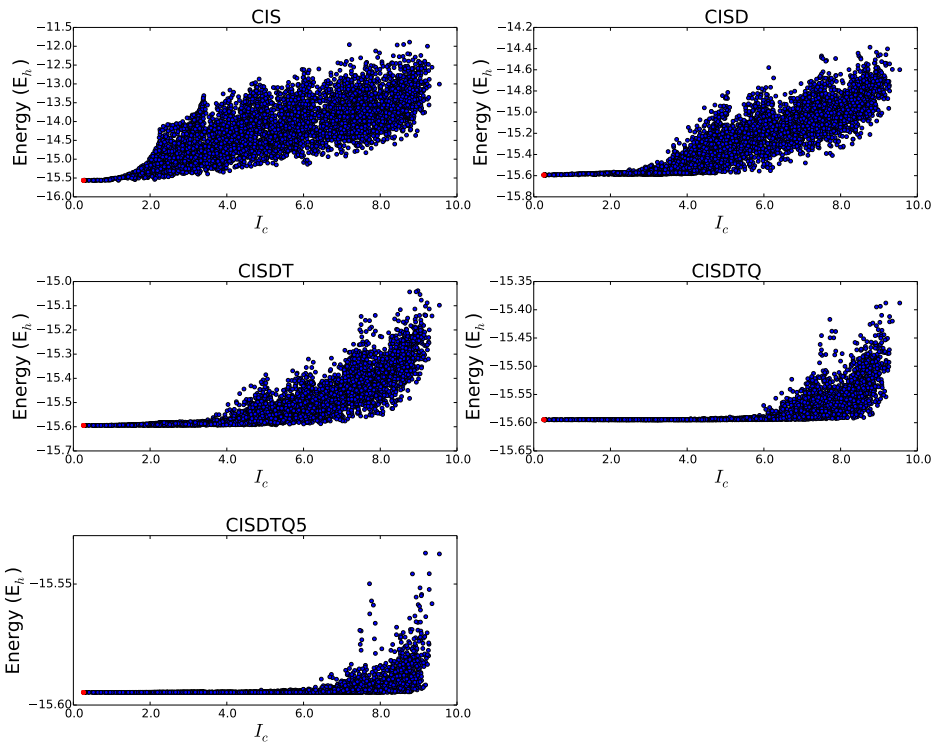 CIS
Energy (E_h)
−11.5
−12.0
−12.5
−13.0
−13.5
−14.0
−14.5
−15.0
−15.5
−16.0
0.0 2.0 4.0 6.0 8.0 10.0
I_c
CISD
Energy (E_h)
−14.2
−14.4
−14.6
−14.8
−15.0
−15.2
−15.4
−15.6
−15.8
0.0 2.0 4.0 6.0 8.0 10.0
I_c
CISDT
Energy (E_h)
−15.0
−15.1
−15.2
−15.3
−15.4
−15.5
−15.6
−15.7
0.0 2.0 4.0 6.0 8.0 10.0
I_c
CISDTQ
Energy (E_h)
−15.35
−15.40
−15.45
−15.50
−15.55
−15.60
−15.65
0.0 2.0 4.0 6.0 8.0 10.0
I_c
CISDTQ5
Energy (E_h)
−15.55
−15.60
0.0 2.0 4.0 6.0 8.0 10.0
I_c